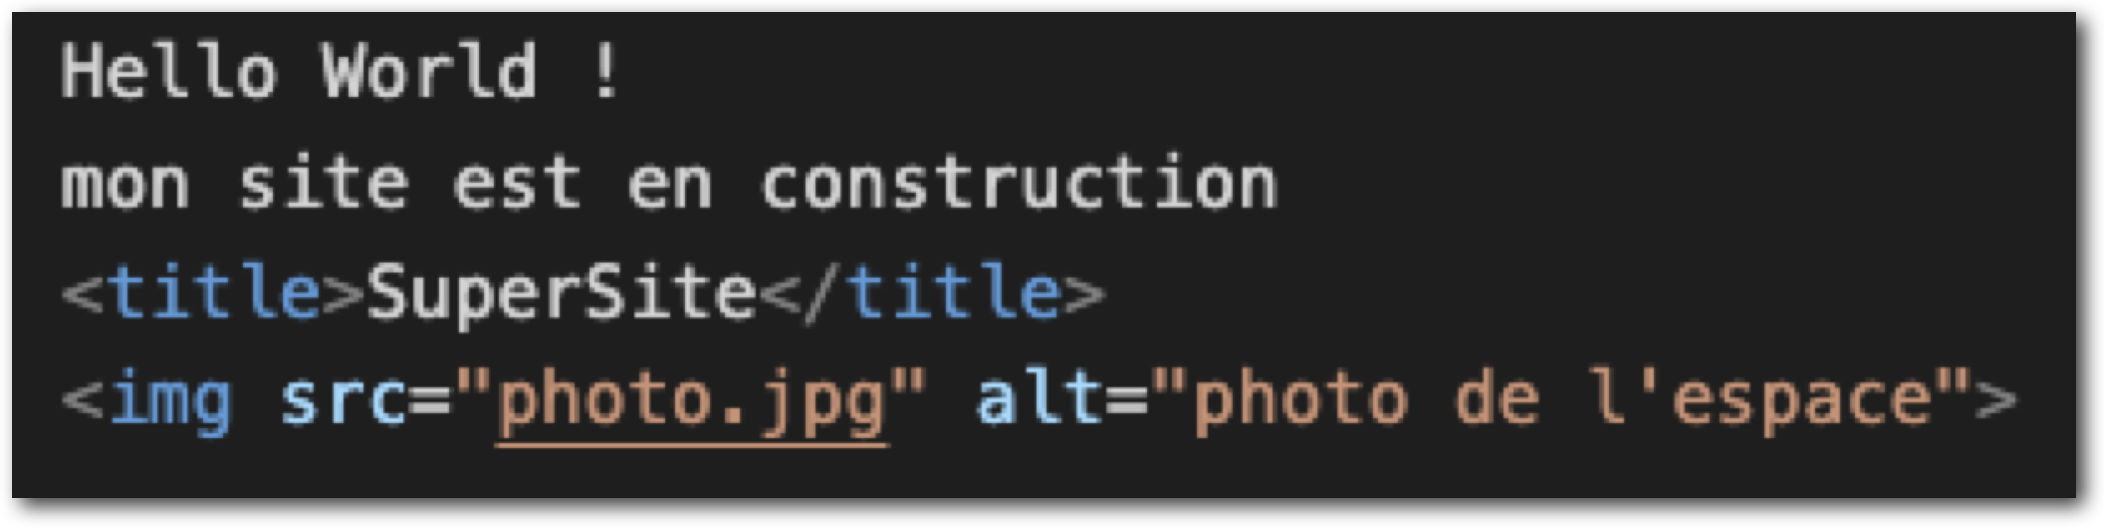 Hello World !
mon site est en construction
<title>SuperSite</title>
<img src="photo.jpg" alt="photo de l'espace">